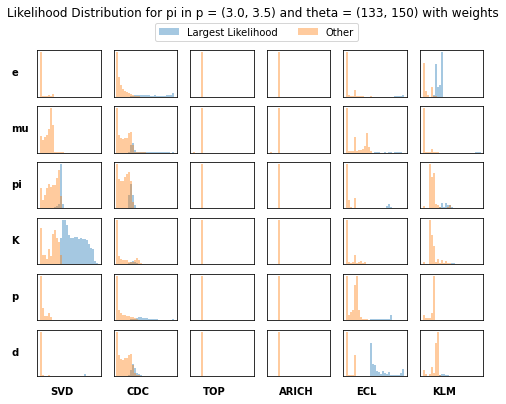 Likelihood Distribution for pi in p = (3.0, 3.5) and theta = (133, 150) with weights
Largest Likelihood Other
e
mu
pi
K
p
d
SVD CDC TOP ARICH ECL KLM